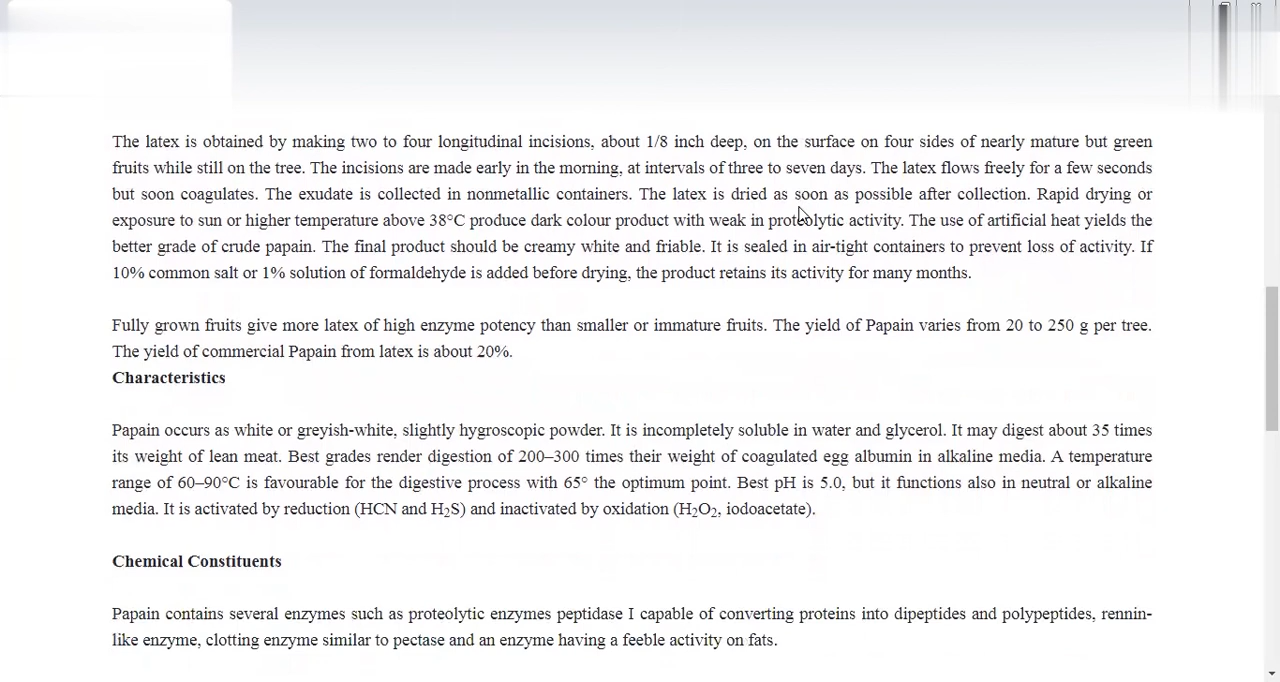 The latex is obtained by making two to four longitudinal incisions, about 1/8 inch deep, on the surface on four sides of nearly mature but green
fruits while still on the tree. The incisions are made early in the morning, at intervals of three to seven days. The latex flows freely for a few seconds
but soon coagulates. The exudate is collected in nonmetallic containers. The latex is dried as soon as possible after collection. Rapid drying or
exposure to sun or higher temperature above 38°C produce dark colour product with weak in proteolytic activity. The use of artificial heat yields the
better grade of crude papain. The final product should be creamy white and friable. It is sealed in air-tight containers to prevent loss of activity. If
10% common salt or 1% solution of formaldehyde is added before drying, the product retains its activity for many months.
Fully grown fruits give more latex of high enzyme potency than smaller or immature fruits. The yield of Papain varies from 20 to 250 g per tree.
The yield of commercial Papain from latex is about 20%.
Characteristics
Papain occurs as white or greyish-white, slightly hygroscopic powder. It is incompletely soluble in water and glycerol. It may digest about 35 times
its weight of lean meat. Best grades render digestion of 200–300 times their weight of coagulated egg albumin in alkaline media. A temperature
range of 60–90°C is favourable for the digestive process with 65° the optimum point. Best pH is 5.0, but it functions also in neutral or alkaline
media. It is activated by reduction (HCN and H₂S) and inactivated by oxidation (H₂O₂, iodoacetate).
Chemical Constituents
Papain contains several enzymes such as proteolytic enzymes peptidase I capable of converting proteins into dipeptides and polypeptides, rennin-
like enzyme, clotting enzyme similar to pectase and an enzyme having a feeble activity on fats.